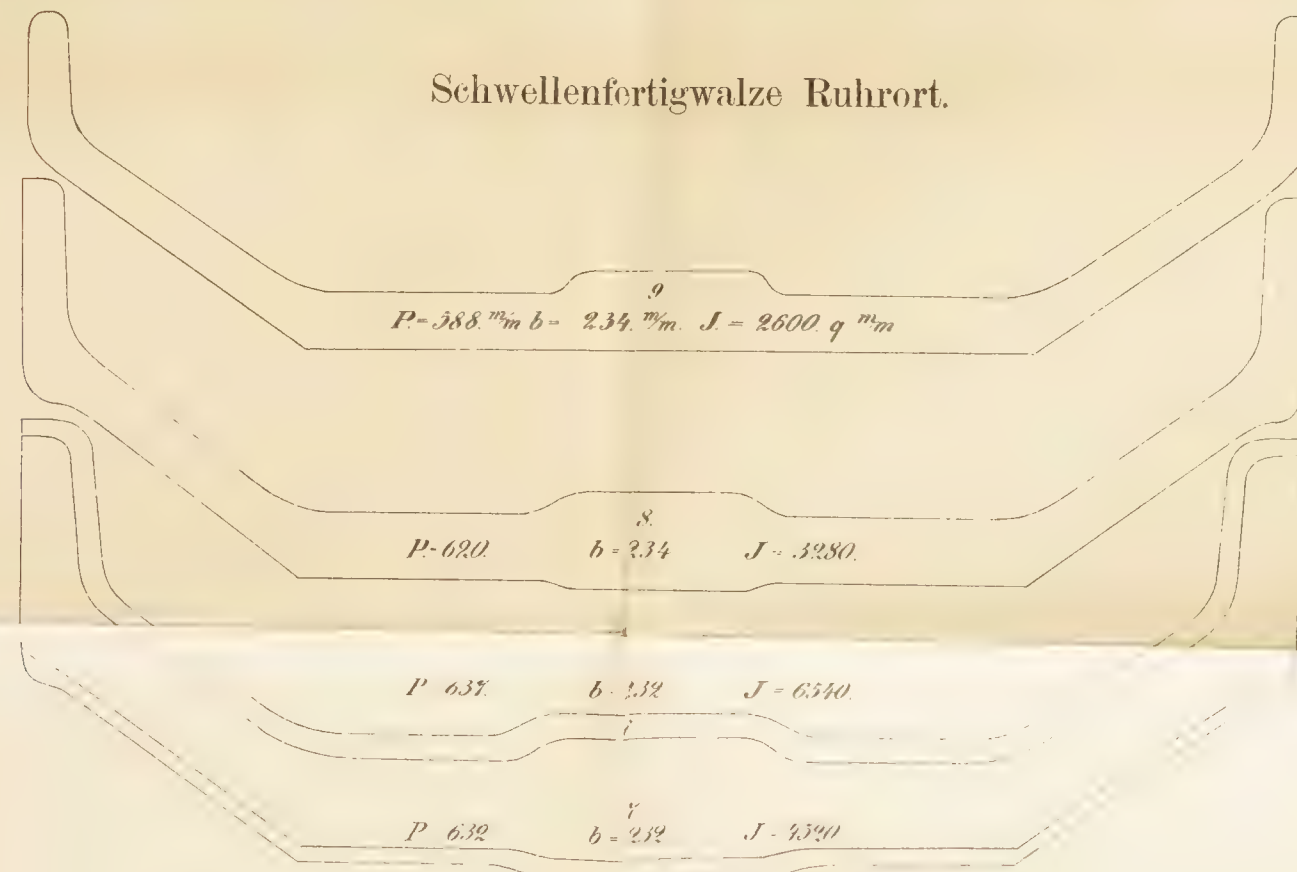 Schwellenfertigwalze Ruhrort.
9
P.= 588. m/m b = 234. m/m. J. = 2600. q m/m
8.
P.= 620. b = 234 J = 3280.
P 637. b = 232 J = 6540.
7
P 632 b = 232 J =